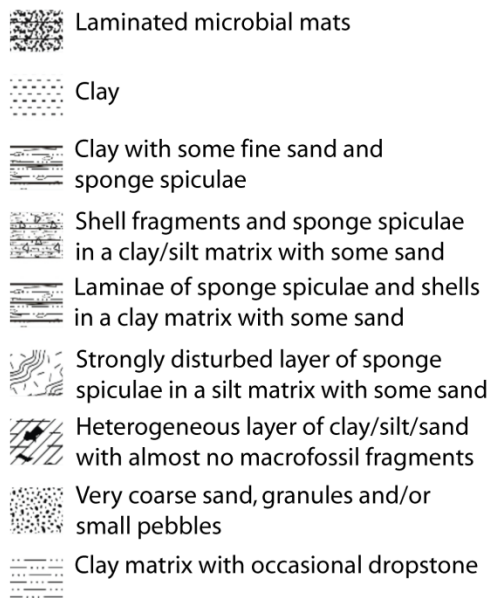 Laminated microbial mats
Clay
Clay with some fine sand and
sponge spiculae
Shell fragments and sponge spiculae
in a clay/silt matrix with some sand
Laminae of sponge spiculae and shells
in a clay matrix with some sand
Strongly disturbed layer of sponge
spiculae in a silt matrix with some sand
Heterogeneous layer of clay/silt/sand
with almost no macrofossil fragments
Very coarse sand, granules and/or
small pebbles
Clay matrix with occasional dropstone